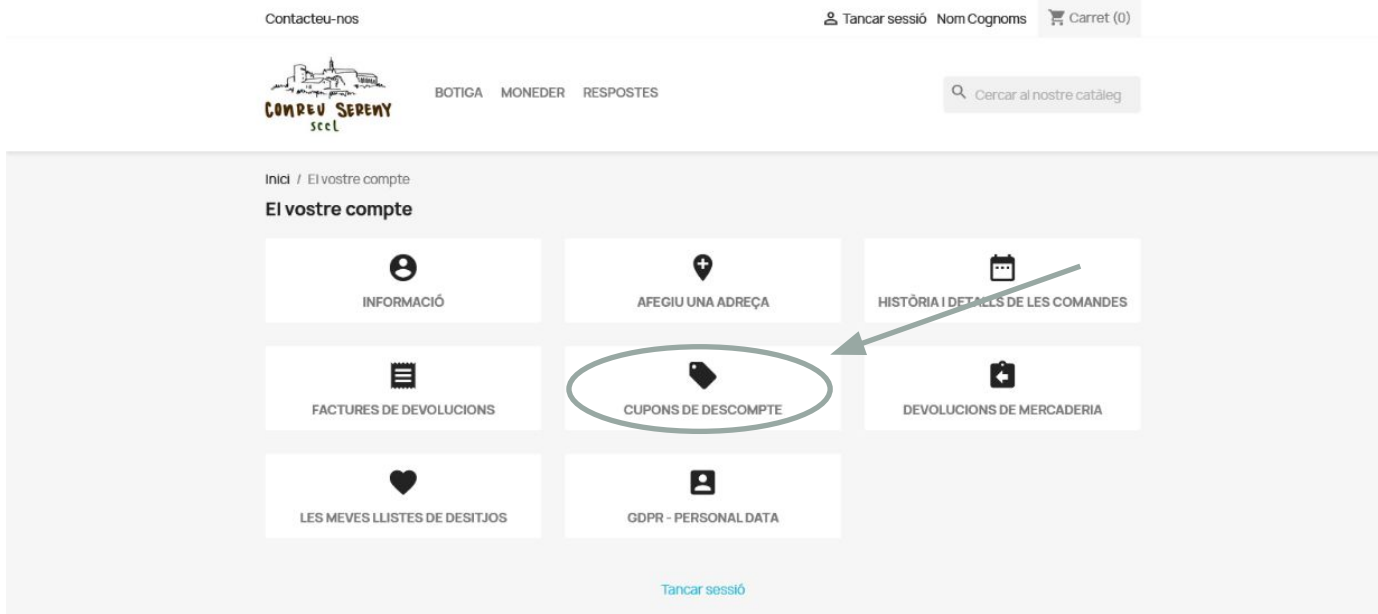 Contacteu-nos
Tancar sessió Nom Cognoms Carret (0)
CONREU SERENY
SCCL
BOTIGA MONEDER RESPOSTES
Cercar al nostre catàleg
Inici / El vostre compte
El vostre compte
INFORMACIÓ
AFEGIU UNA ADREÇA
HISTÒRIA I DETALLS DE LES COMANDES
FACTURES DE DEVOLUCIONS
CUPONS DE DESCOMPTE
DEVOLUCIONS DE MERCADERIA
LES MEVES LLISTES DE DESITJOS
GDPR - PERSONAL DATA
Tancar sessió